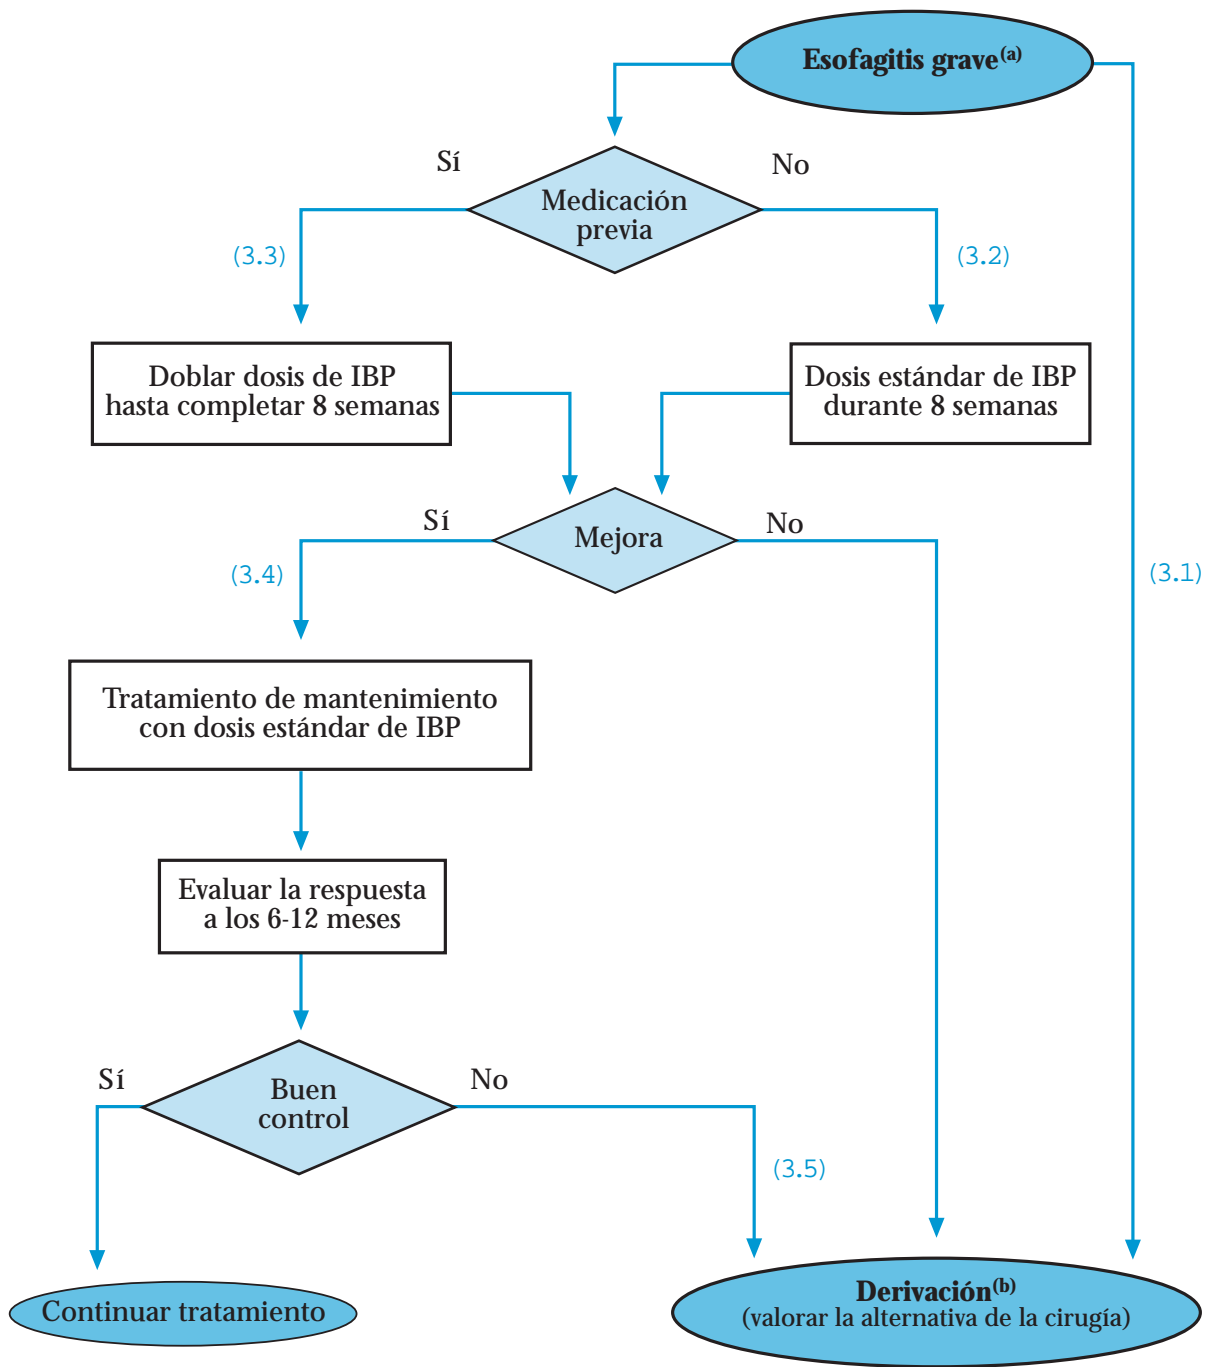 Esofagitis grave(a)
Sí
No
Medicación
previa
(3.3)
(3.2)
Doblar dosis de IBP
hasta completar 8 semanas
Dosis estándar de IBP
durante 8 semanas
Sí
No
Mejora
(3.4)
(3.1)
Tratamiento de mantenimiento
con dosis estándar de IBP
Evaluar la respuesta
a los 6-12 meses
Sí
No
Buen
control
(3.5)
Continuar tratamiento
Derivación(b)
(valorar la alternativa de la cirugía)